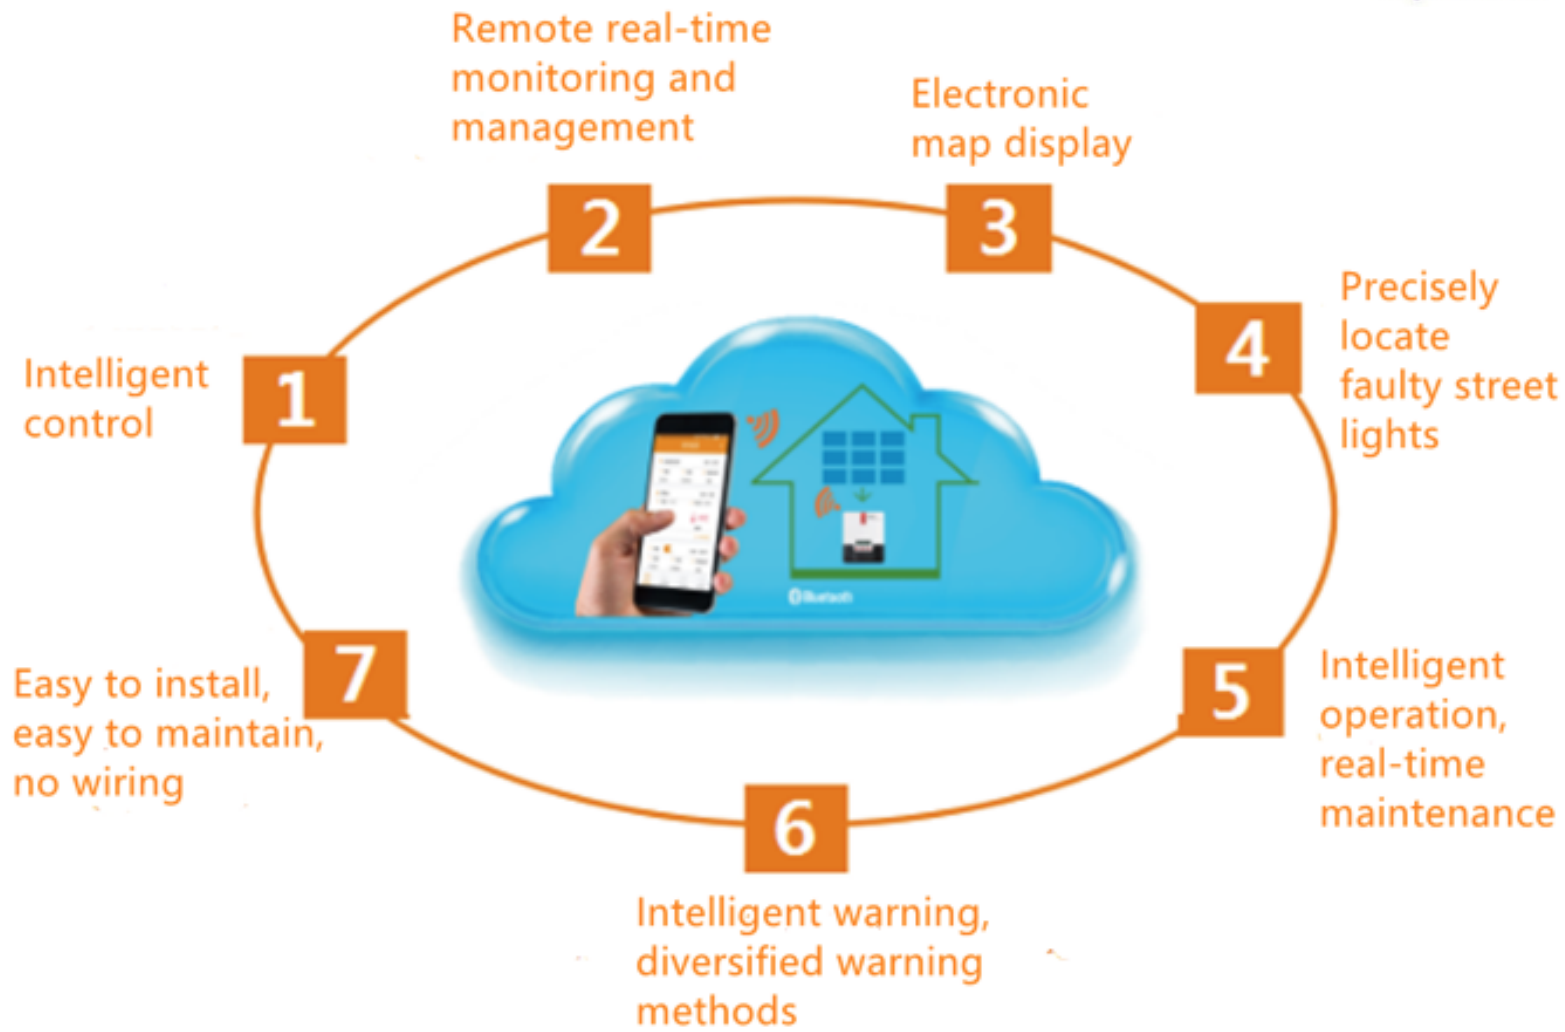 Remote real-time
monitoring and
management
Electronic
map display
2
3
Precisely
locate
faulty street
lights
4
Intelligent
control
1
Bluetooth
7
Easy to install,
easy to maintain,
no wiring
5
Intelligent
operation,
real-time
maintenance
6
Intelligent warning,
diversified warning
methods